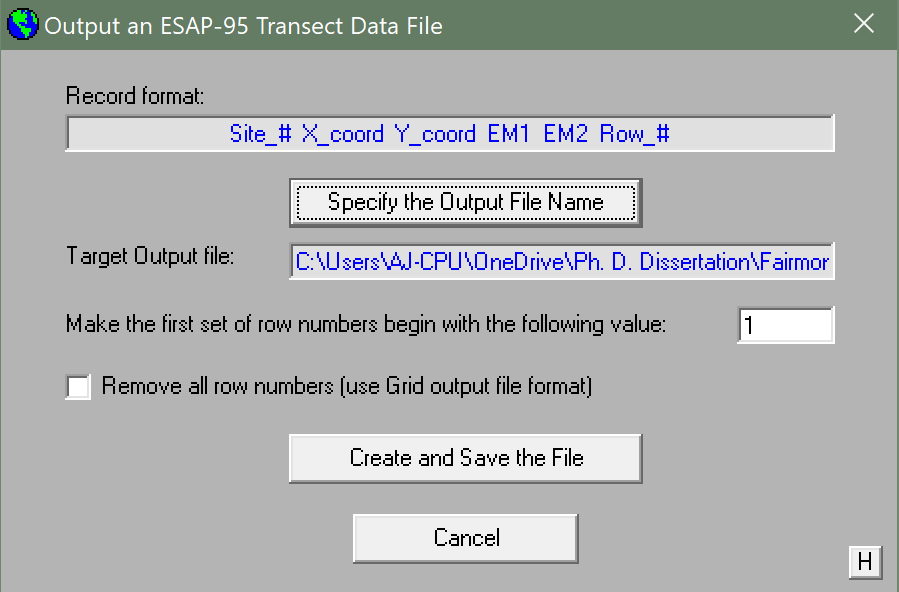 Output an ESAP-95 Transect Data File
Record format:
Site_# X_coord Y_coord EM1 EM2 Row_#
Specify the Output File Name
Target Output file: C:\Users\AJ-CPU\OneDrive\Ph. D. Dissertation\Fairmor
Make the first set of row numbers begin with the following value: 1
Remove all row numbers (use Grid output file format)
Create and Save the File
Cancel
H